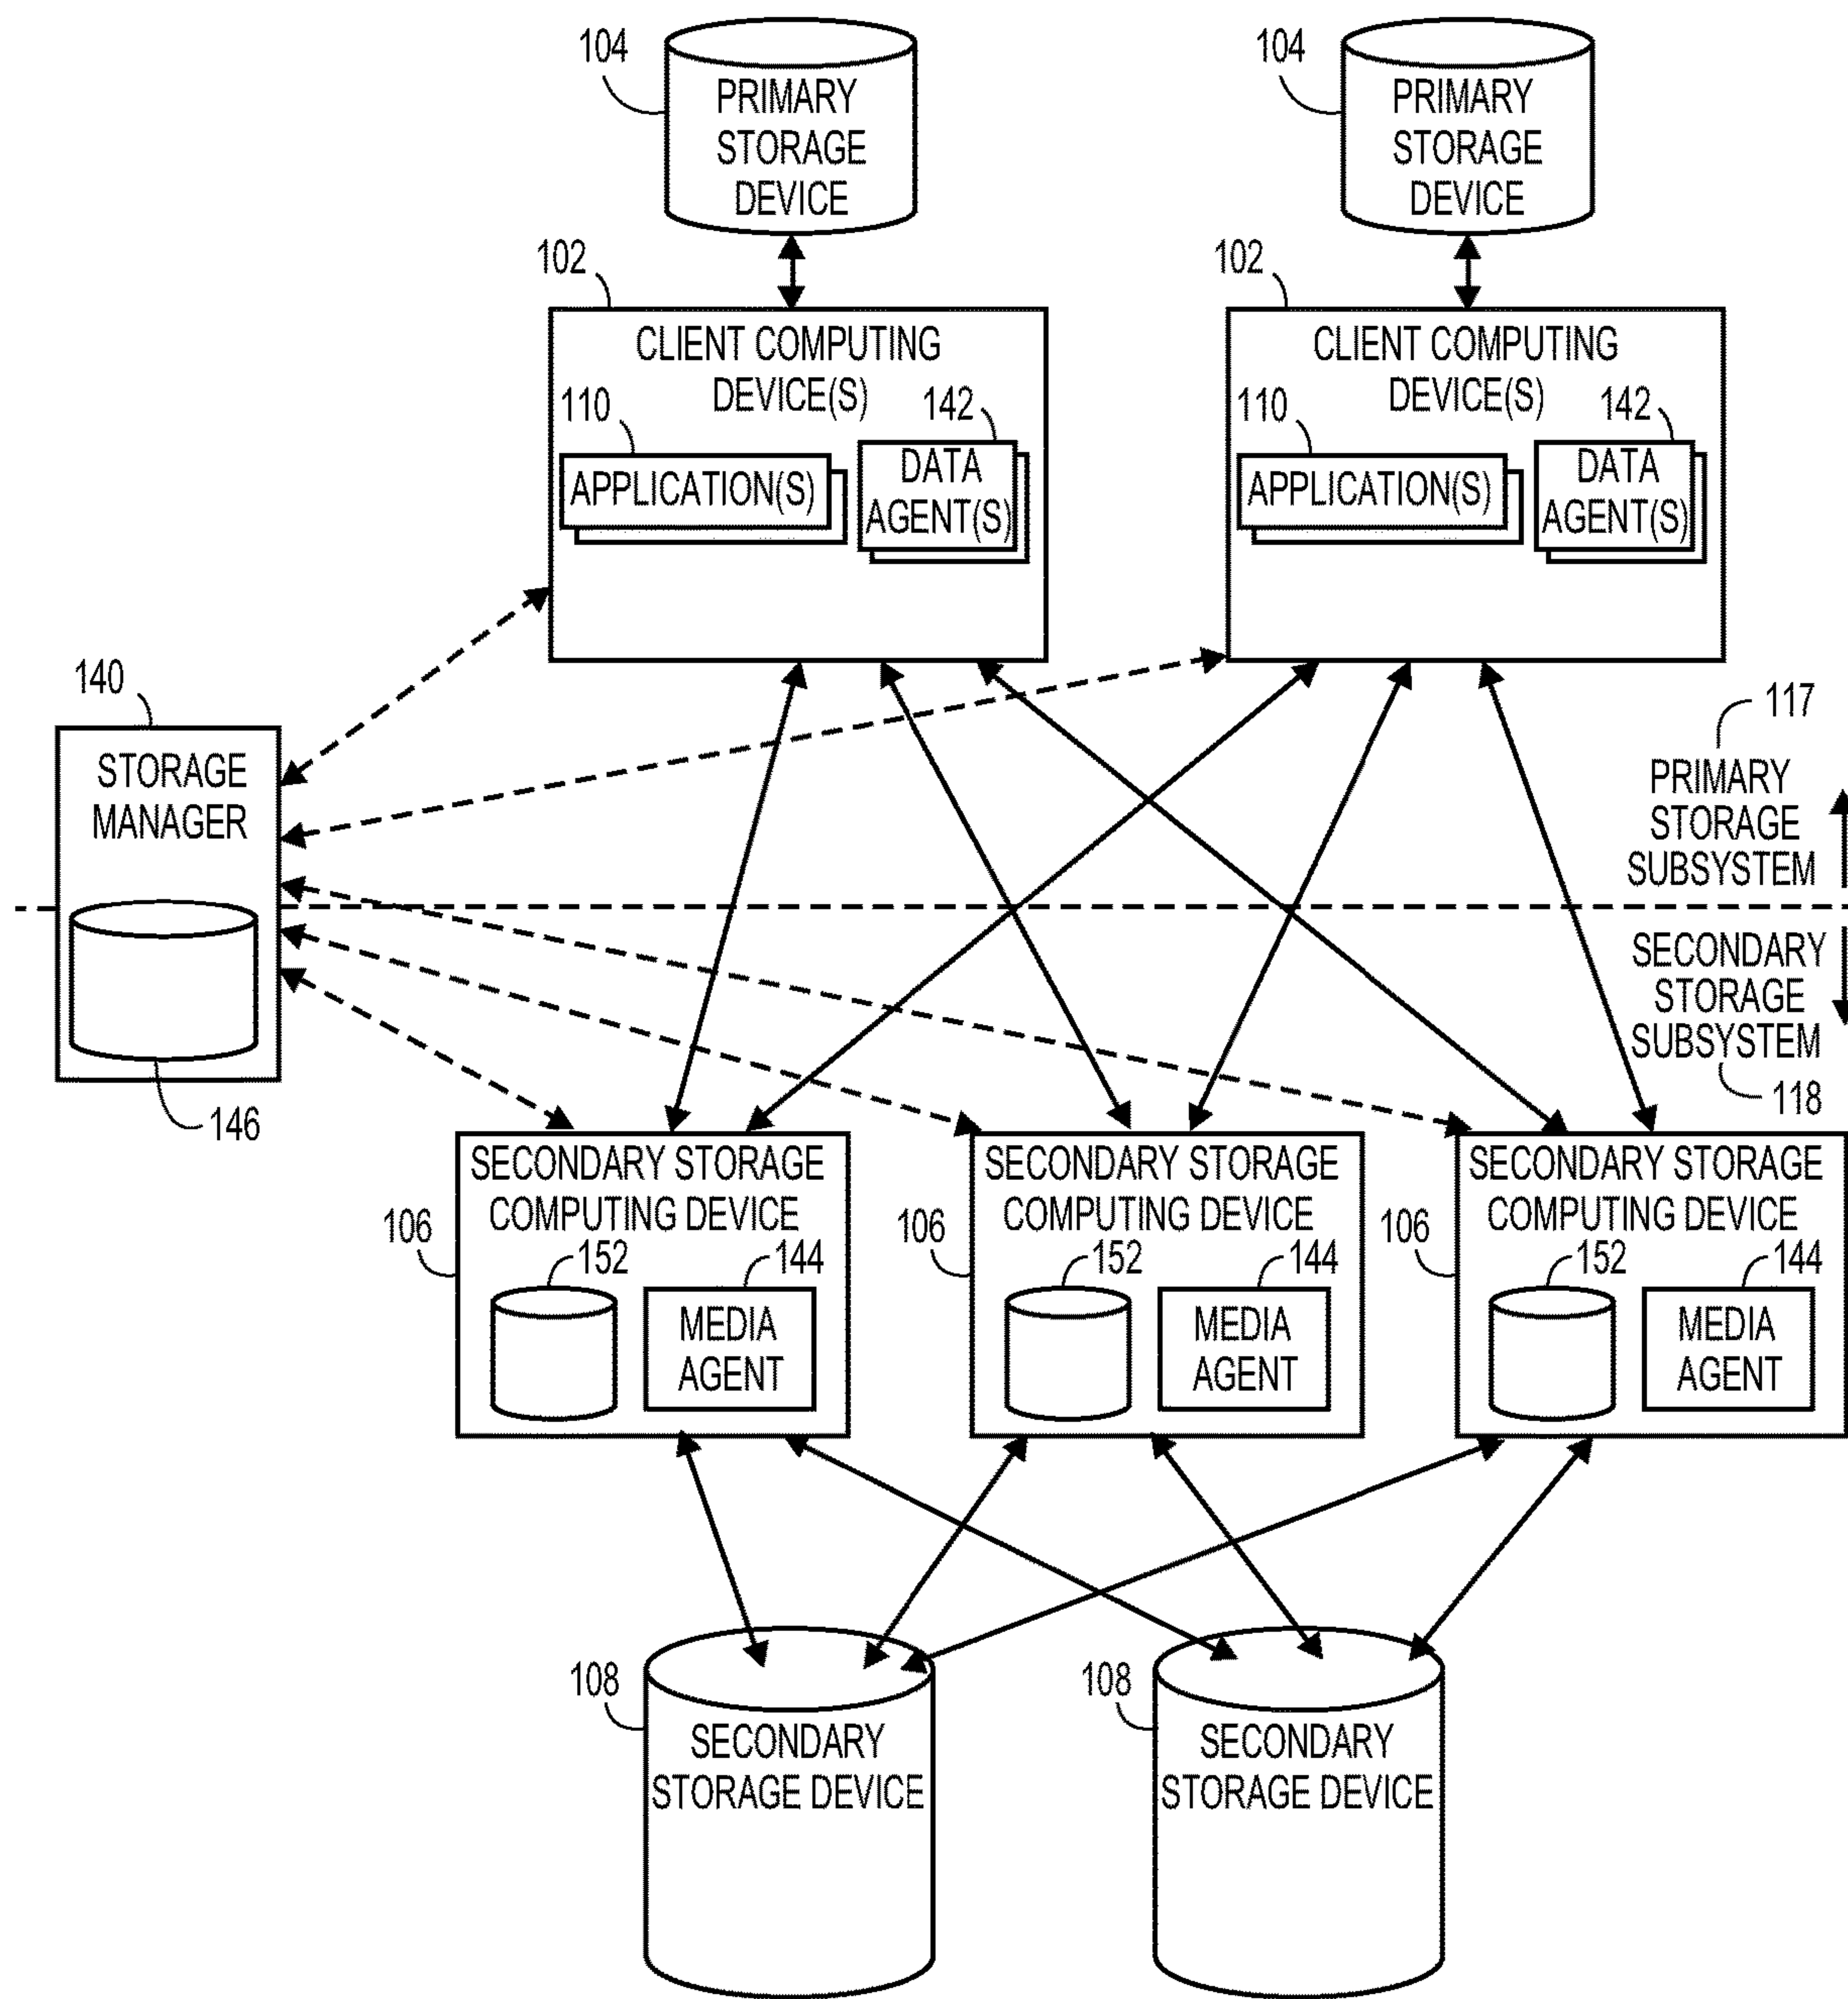 104
PRIMARY
STORAGE
DEVICE
104
PRIMARY
STORAGE
DEVICE
102
CLIENT COMPUTING
DEVICE(S)
110
142
APPLICATION(S)
DATA
AGENT(S)
102
CLIENT COMPUTING
DEVICE(S)
110
142
APPLICATION(S)
DATA
AGENT(S)
140
STORAGE
MANAGER
146
117
PRIMARY
STORAGE
SUBSYSTEM
SECONDARY
STORAGE
SUBSYSTEM
118
SECONDARY STORAGE
COMPUTING DEVICE
106
152
144
MEDIA
AGENT
SECONDARY STORAGE
COMPUTING DEVICE
106
152
144
MEDIA
AGENT
SECONDARY STORAGE
COMPUTING DEVICE
106
152
144
MEDIA
AGENT
108
SECONDARY
STORAGE DEVICE
108
SECONDARY
STORAGE DEVICE